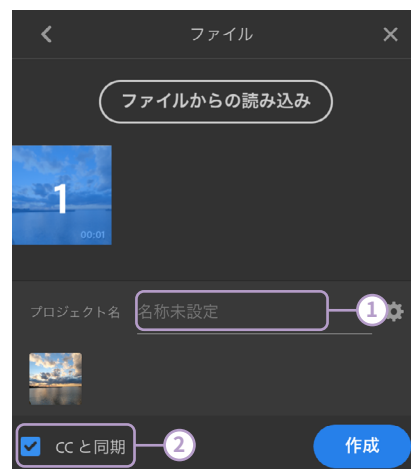 ファイル
ファイルからの読み込み
1
00:01
プロジェクト名 名称未設定 1
CC と同期 2 作成